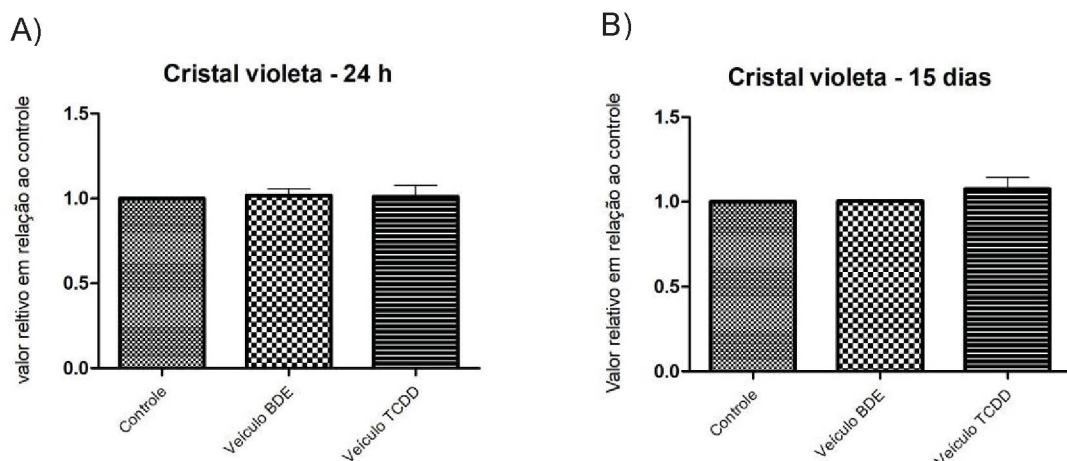 A)
Cristal violeta - 24 h
valor reltivo em relação ao controle
1.5
1.0
0.5
0.0
Controle
Veículo BDE
Veículo TCDD
B)
Cristal violeta - 15 dias
Valor relativo em relação ao controle
1.5
1.0
0.5
0.0
Controle
Veículo BDE
Veículo TCDD